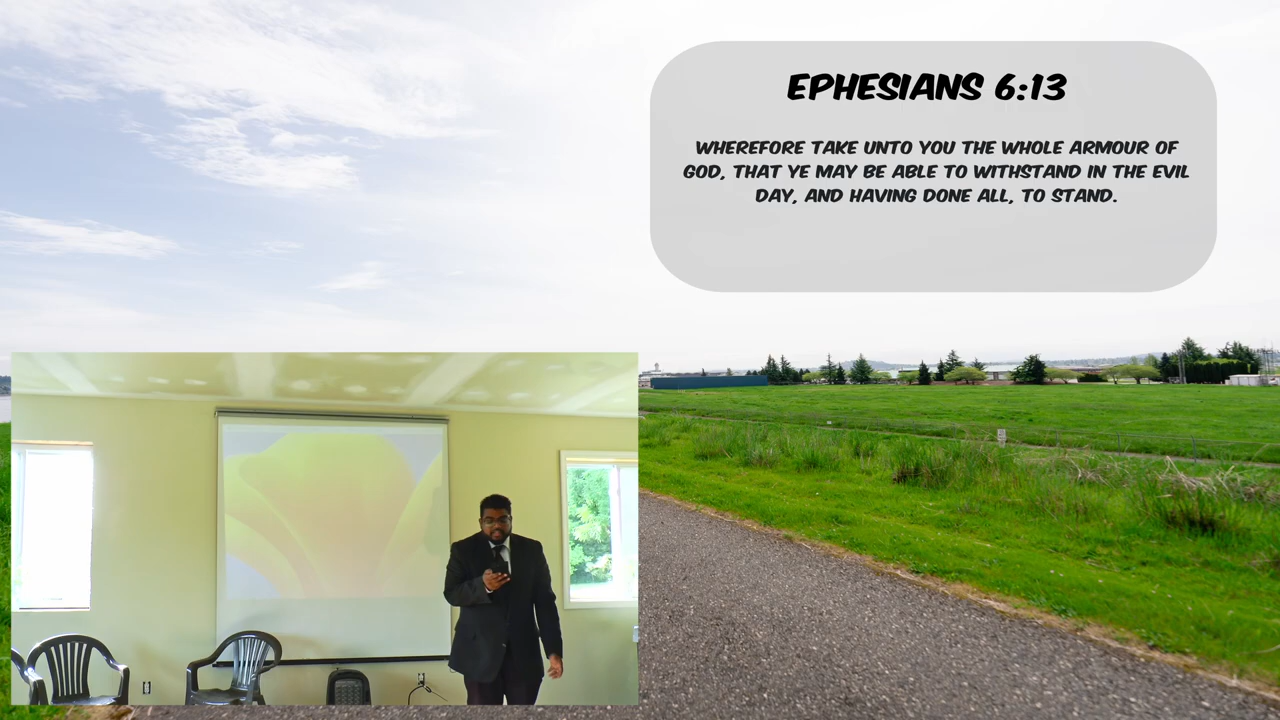 EPHESIANS 6:13
WHEREFORE TAKE UNTO YOU THE WHOLE ARMOUR OF
GOD, THAT YE MAY BE ABLE TO WITHSTAND IN THE EVIL
DAY, AND HAVING DONE ALL, TO STAND.